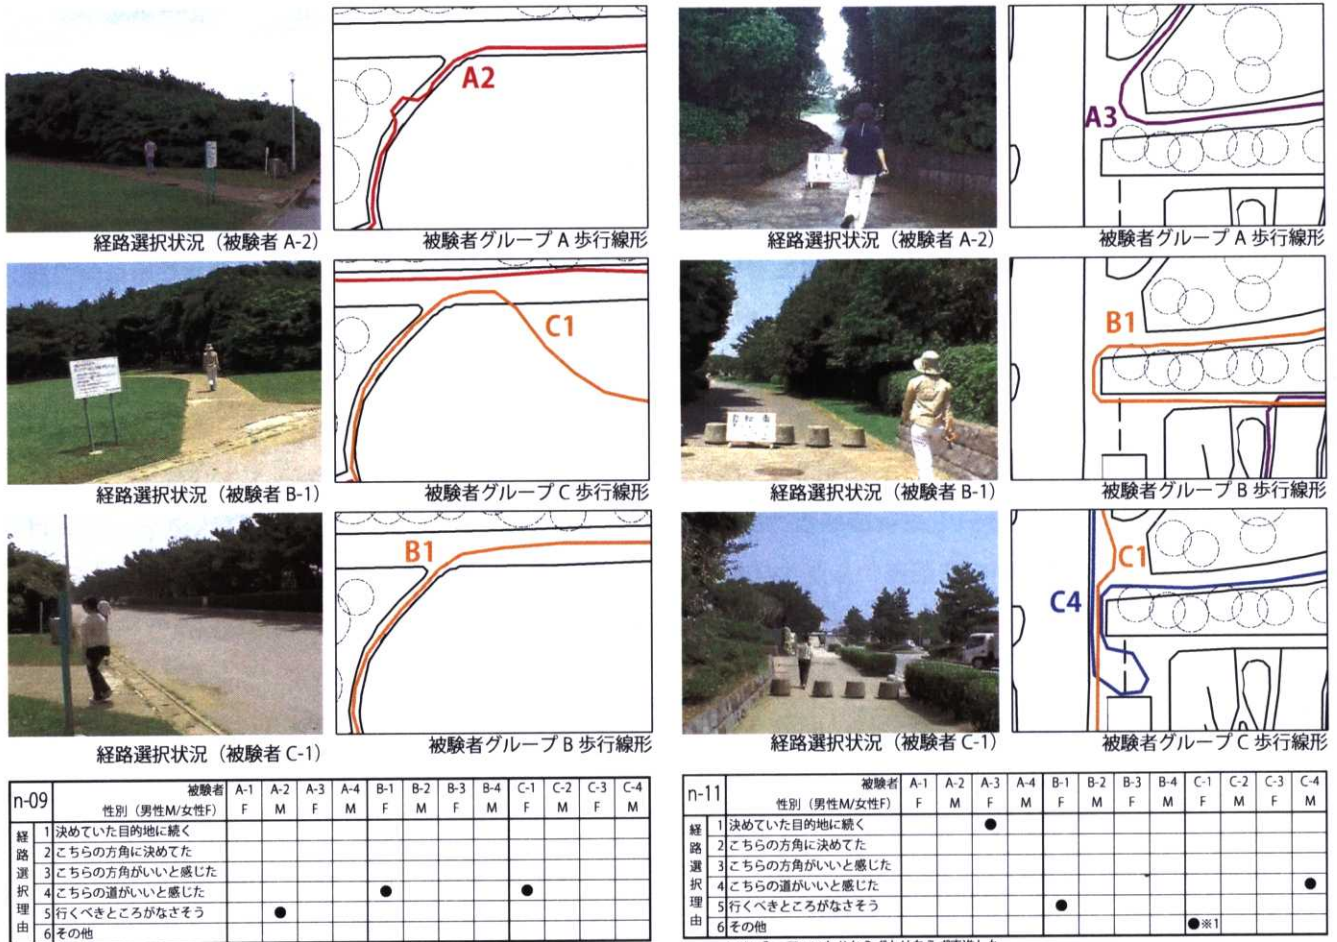 A2
経路選択状況（被験者 A-2）
被験者グループ A 歩行線形
C1
経路選択状況（被験者 B-1）
被験者グループ C 歩行線形
B1
経路選択状況（被験者 C-1）
被験者グループ B 歩行線形
n-09 被験者 A-1 A-2 A-3 A-4 B-1 B-2 B-3 B-4 C-1 C-2 C-3 C-4
性別（男性M/女性F） F M F M F M F M F M F M
経路選択理由
1 決めていた目的地に続く
2 こちらの方角に決めてた
3 こちらの方角がいいと感じた
4 こちらの道がいいと感じた ● ●
5 行くべきところがなさそう ●
6 その他
A3
経路選択状況（被験者 A-2）
被験者グループ A 歩行線形
B1
経路選択状況（被験者 B-1）
被験者グループ B 歩行線形
C1
C4
経路選択状況（被験者 C-1）
被験者グループ C 歩行線形
n-11 被験者 A-1 A-2 A-3 A-4 B-1 B-2 B-3 B-4 C-1 C-2 C-3 C-4
性別（男性M/女性F） F M F M F M F M F M F M
経路選択理由
1 決めていた目的地に続く ●
2 こちらの方角に決めてた
3 こちらの方角がいいと感じた
4 こちらの道がいいと感じた ●
5 行くべきところがなさそう ●
6 その他 ●※1